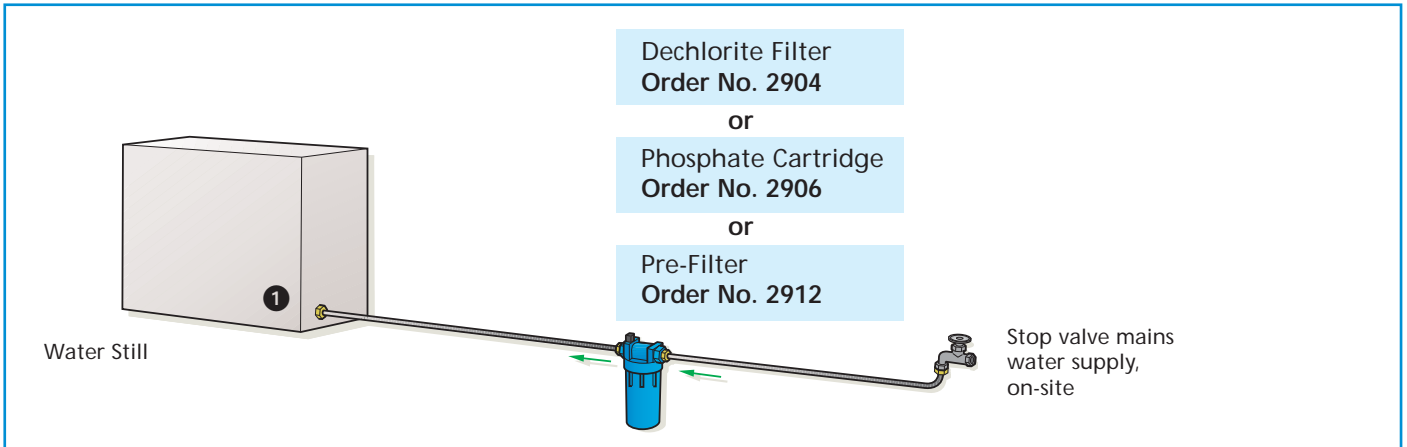 Dechlorite Filter
Order No. 2904
or
Phosphate Cartridge
Order No. 2906
or
Pre-Filter
Order No. 2912
1
Water Still
Stop valve mains
water supply,
on-site